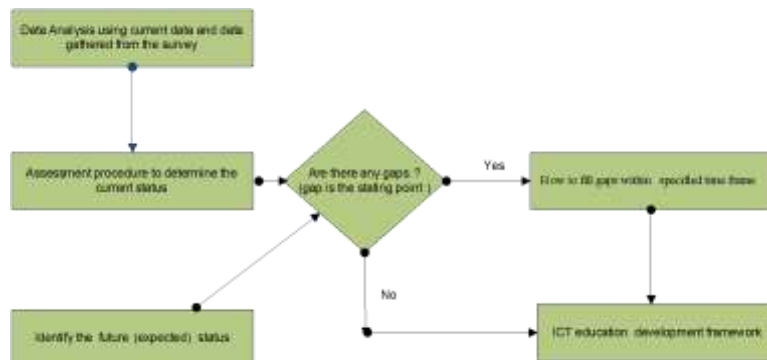 Data Analysis using current data and data
gathered from the survey
Assessment procedure to determine the
current status
Are there any gaps ?
(gap is the stating point )
Yes
How to fill gaps within specified time frame
No
Identify the future (expected) status
ICT education development framework